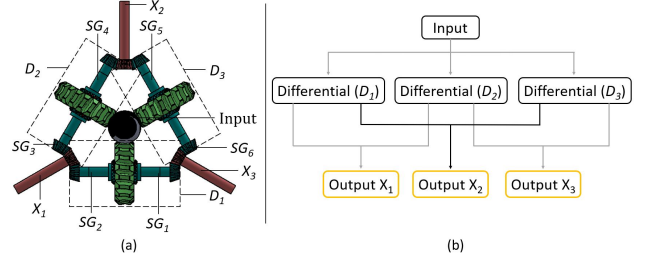 X2
SG4
SG5
D2
D3
Input
SG3
SG6
X3
X1
D1
SG2
SG1
(a)
Input
Differential (D1)
Differential (D2)
Differential (D3)
Output X1
Output X2
Output X3
(b)